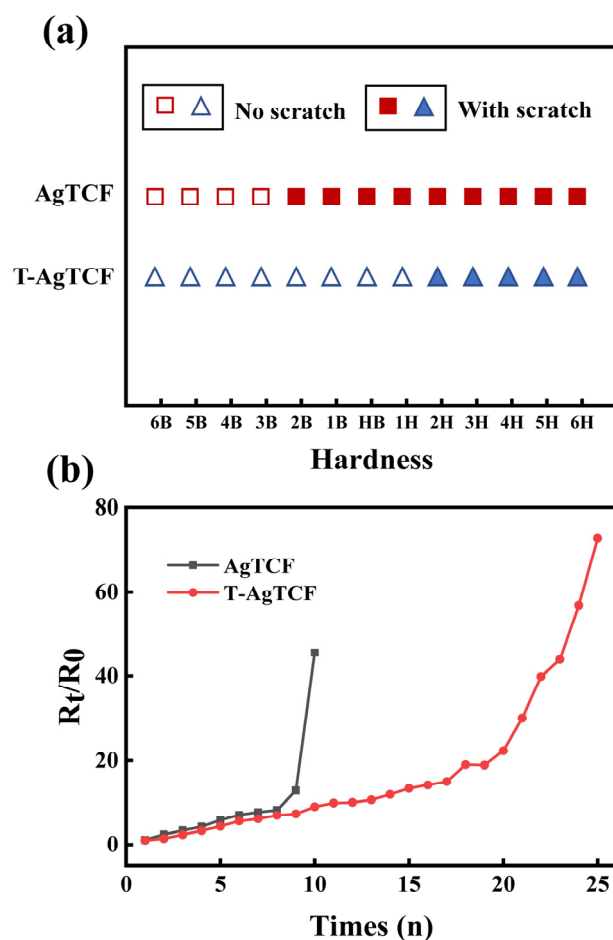 (a)
No scratch
With scratch
AgTCF
T-AgTCF
6B 5B 4B 3B 2B 1B HB 1H 2H 3H 4H 5H 6H
Hardness
(b)
80
60
40
20
0
Rt/R0
AgTCF
T-AgTCF
0 5 10 15 20 25
Times (n)